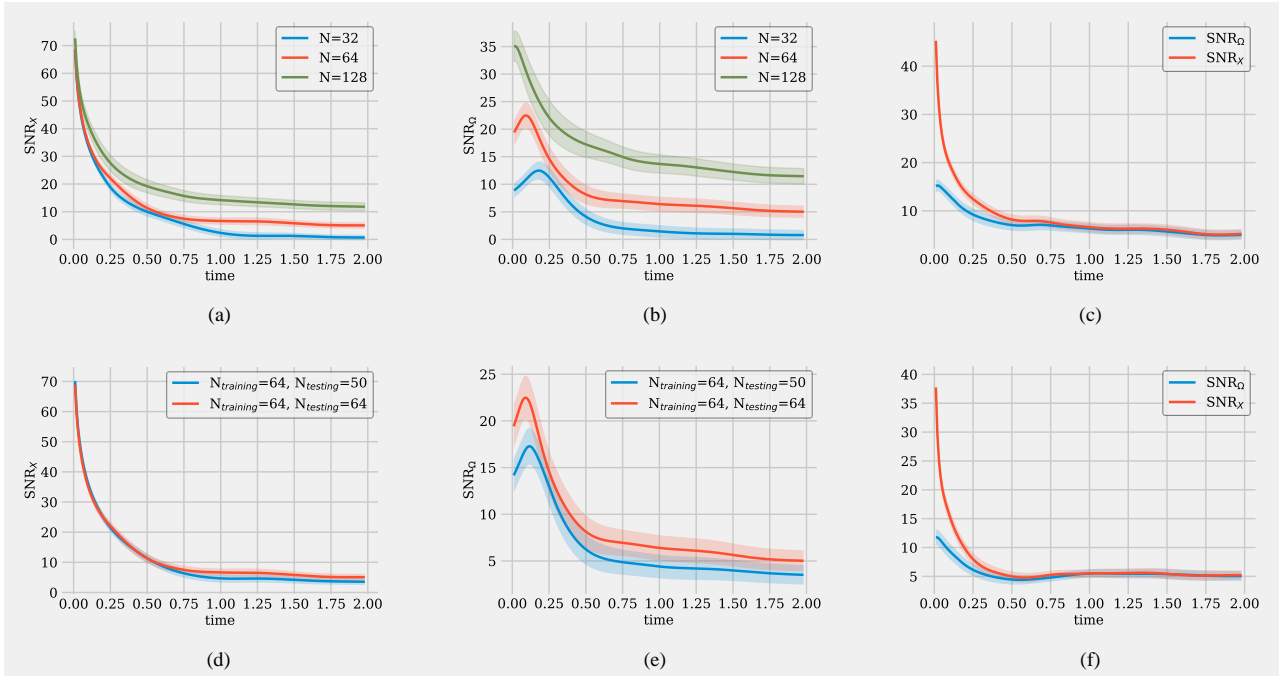 SNR_X
70
60
50
40
30
20
10
0
N=32
N=64
N=128
0.00 0.25 0.50 0.75 1.00 1.25 1.50 1.75 2.00
time
(a)
SNR_Ω
35
30
25
20
15
10
5
0
N=32
N=64
N=128
0.00 0.25 0.50 0.75 1.00 1.25 1.50 1.75 2.00
time
(b)
40
30
20
10
SNR_Ω
SNR_X
0.00 0.25 0.50 0.75 1.00 1.25 1.50 1.75 2.00
time
(c)
SNR_X
70
60
50
40
30
20
10
0
N_training=64, N_testing=50
N_training=64, N_testing=64
0.00 0.25 0.50 0.75 1.00 1.25 1.50 1.75 2.00
time
(d)
SNR_Ω
25
20
15
10
5
N_training=64, N_testing=50
N_training=64, N_testing=64
0.00 0.25 0.50 0.75 1.00 1.25 1.50 1.75 2.00
time
(e)
40
35
30
25
20
15
10
5
SNR_Ω
SNR_X
0.00 0.25 0.50 0.75 1.00 1.25 1.50 1.75 2.00
time
(f)